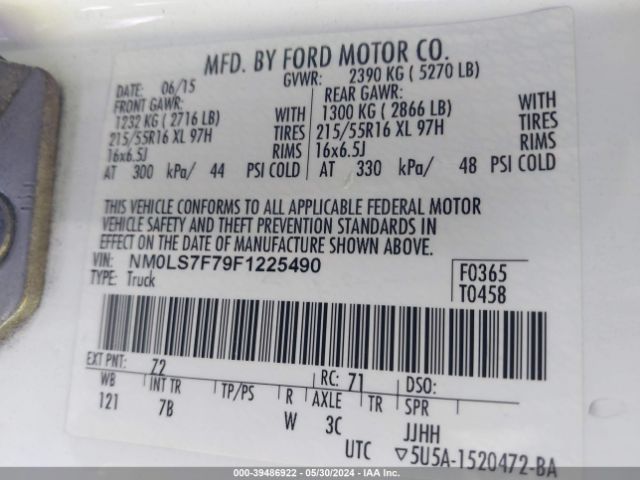 MFD. BY FORD MOTOR CO.
DATE: 06/15 GVWR: 2390 KG ( 5270 LB)
FRONT GAWR: REAR GAWR:
1232 KG ( 2716 LB) WITH 1300 KG ( 2866 LB) WITH
215/55R16 XL 97H TIRES 215/55R16 XL 97H TIRES
16x6.5J RIMS 16x6.5J RIMS
AT 300 kPa/ 44 PSI COLD AT 330 kPa/ 48 PSI COLD
THIS VEHICLE CONFORMS TO ALL APPLICABLE FEDERAL MOTOR
VEHICLE SAFETY AND THEFT PREVENTION STANDARDS IN
EFFECT ON THE DATE OF MANUFACTURE SHOWN ABOVE.
VIN: NM0LS7F79F1225490 F0365
TYPE: Truck T0458
EXT PNT: 72 RC: 71 DSO:
WB INT TR TP/PS R AXLE TR SPR
121 7B W 3C JJHH
UTC ▽5U5A-1520472-BA
000-39486922 - 05/30/2024 - IAA, Inc.